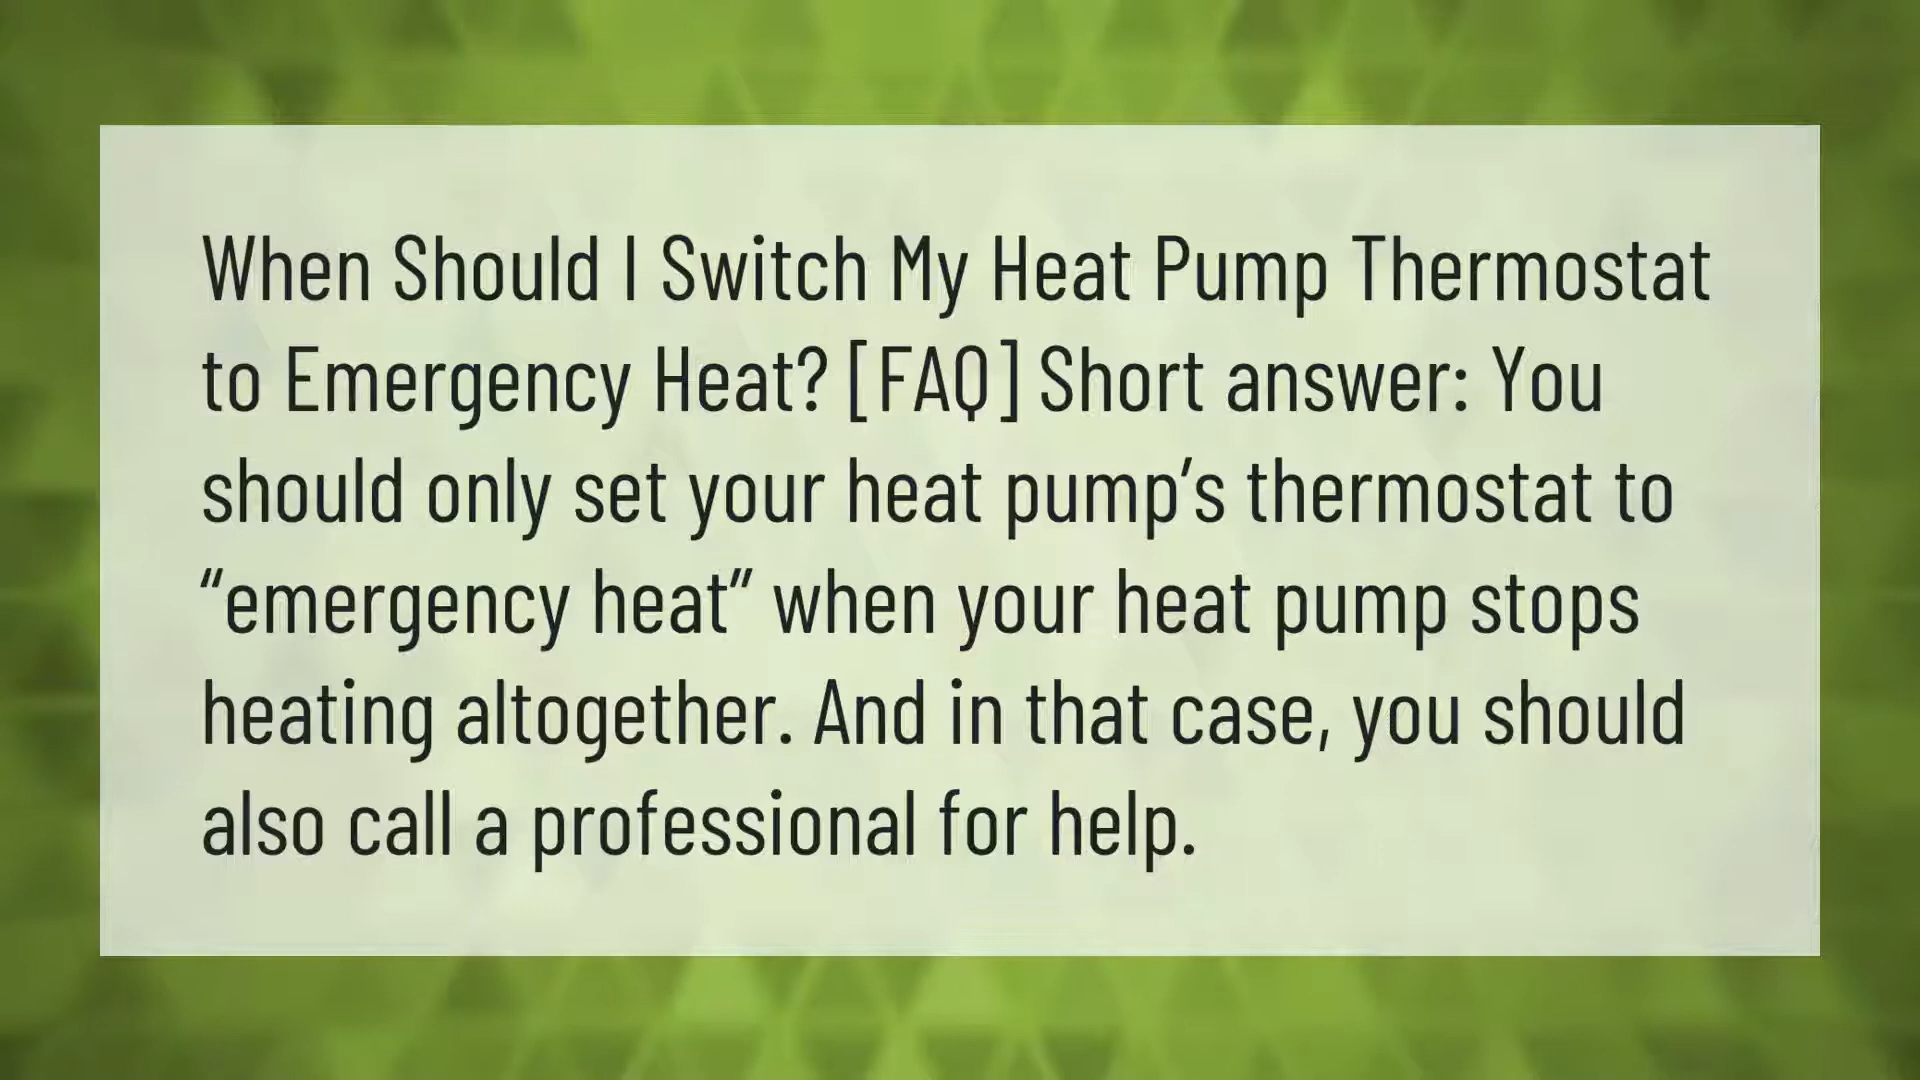 When Should I Switch My Heat Pump Thermostat
to Emergency Heat? [FAQ] Short answer: You
should only set your heat pump’s thermostat to
“emergency heat” when your heat pump stops
heating altogether. And in that case, you should
also call a professional for help.